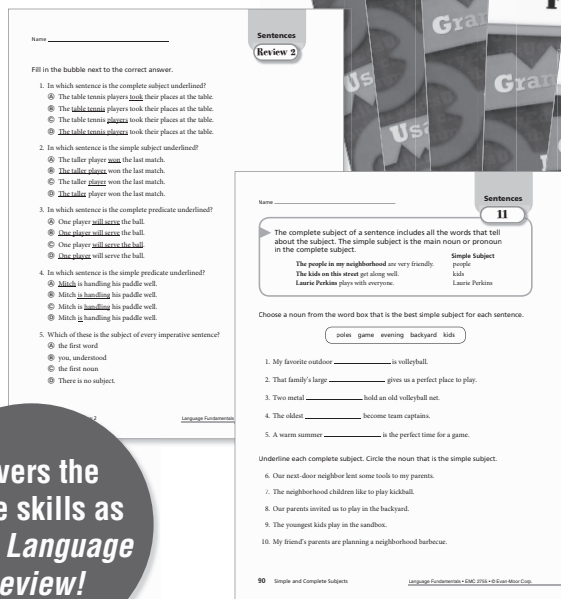 Name
Sentences
Review 2
Fill in the bubble next to the correct answer.
1. In which sentence is the complete subject underlined?
Ⓐ The table tennis players took their places at the table.
Ⓑ The table tennis players took their places at the table.
Ⓒ The table tennis players took their places at the table.
Ⓓ The table tennis players took their places at the table.
2. In which sentence is the simple subject underlined?
Ⓐ The taller player won the last match.
Ⓑ The taller player won the last match.
Ⓒ The taller player won the last match.
Ⓓ The taller player won the last match.
3. In which sentence is the complete predicate underlined?
Ⓐ One player will serve the ball.
Ⓑ One player will serve the ball.
Ⓒ One player will serve the ball.
Ⓓ One player will serve the ball.
4. In which sentence is the simple predicate underlined?
Ⓐ Mitch is handling his paddle well.
Ⓑ Mitch is handling his paddle well.
Ⓒ Mitch is handling his paddle well.
Ⓓ Mitch is handling his paddle well.
5. Which of these is the subject of every imperative sentence?
Ⓐ the first word
Ⓑ you, understood
Ⓒ the first noun
Ⓓ There is no subject.
2
Language Fundamentals
Name
Sentences
11
The complete subject of a sentence includes all the words that tell
about the subject. The simple subject is the main noun or pronoun
in the complete subject.
Simple Subject
The people in my neighborhood are very friendly. people
The kids on this street get along well. kids
Laurie Perkins plays with everyone. Laurie Perkins
Choose a noun from the word box that is the best simple subject for each sentence.
poles game evening backyard kids
1. My favorite outdoor ____________ is volleyball.
2. That family's large ____________ gives us a perfect place to play.
3. Two metal ____________ hold an old volleyball net.
4. The oldest ____________ become team captains.
5. A warm summer ____________ is the perfect time for a game.
Underline each complete subject. Circle the noun that is the simple subject.
6. Our next-door neighbor lent some tools to my parents.
7. The neighborhood children like to play kickball.
8. Our parents invited us to play in the backyard.
9. The youngest kids play in the sandbox.
10. My friend's parents are planning a neighborhood barbecue.
90 Simple and Complete Subjects
Language Fundamentals • EMC 2755 • © Evan-Moor Corp.
Gran
Gran
Us
Usa
vers the
e skills as
Language
eview!